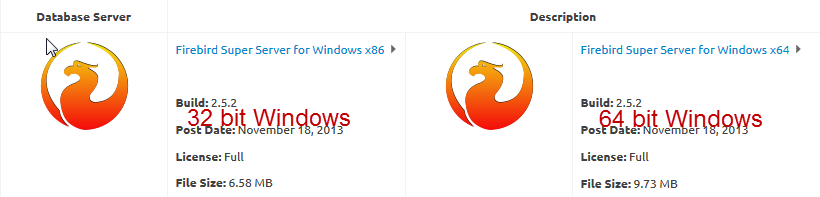 Database Server
Description
Firebird Super Server for Windows x86
Build: 2.5.2
32 bit Windows
Post Date: November 18, 2013
License: Full
File Size: 6.58 MB
Firebird Super Server for Windows x64
Build: 2.5.2
64 bit Windows
Post Date: November 18, 2013
License: Full
File Size: 9.73 MB